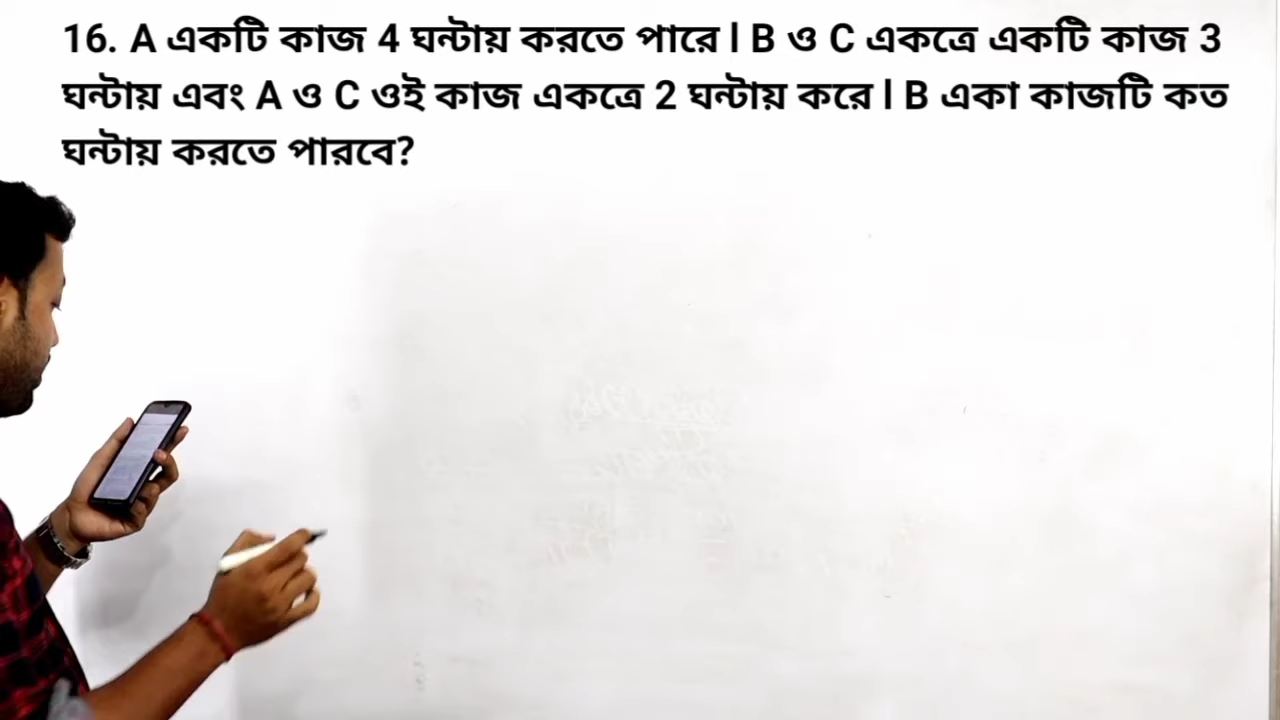 16. A একটি কাজ 4 ঘন্টায় করতে পারে l B ও C একত্রে একটি কাজ 3
ঘন্টায় এবং A ও C ওই কাজ একত্রে 2 ঘন্টায় করে l B একা কাজটি কত
ঘন্টায় করতে পারবে?